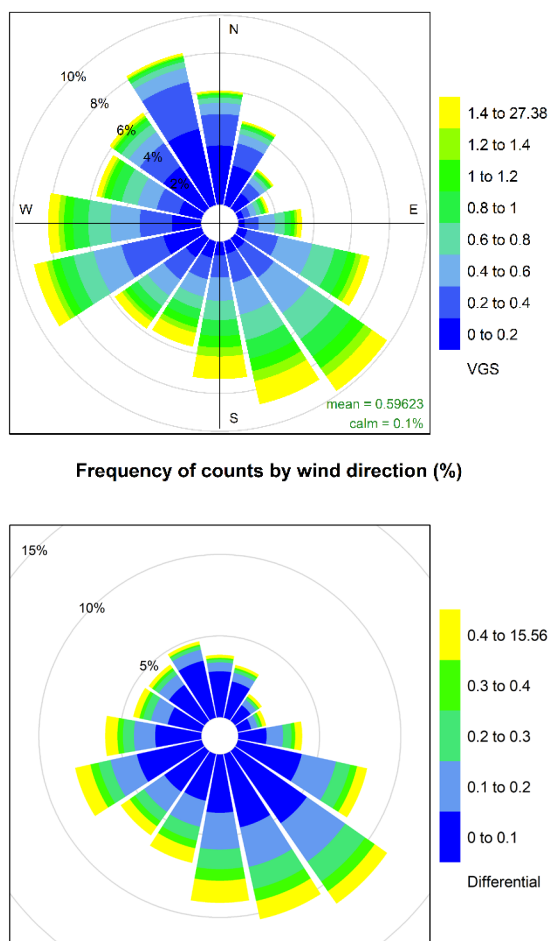 N
10%
8%
6%
4%
2%
W
E
S
mean = 0.59623
calm = 0.1%
1.4 to 27.38
1.2 to 1.4
1 to 1.2
0.8 to 1
0.6 to 0.8
0.4 to 0.6
0.2 to 0.4
0 to 0.2
VGS
Frequency of counts by wind direction (%)
15%
10%
5%
0.4 to 15.56
0.3 to 0.4
0.2 to 0.3
0.1 to 0.2
0 to 0.1
Differential